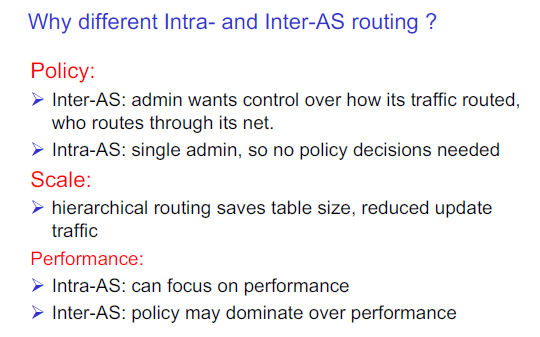 Why different Intra- and Inter-AS routing ?
Policy:
➢ Inter-AS: admin wants control over how its traffic routed,
who routes through its net.
➢ Intra-AS: single admin, so no policy decisions needed
Scale:
➢ hierarchical routing saves table size, reduced update
traffic
Performance:
➢ Intra-AS: can focus on performance
➢ Inter-AS: policy may dominate over performance